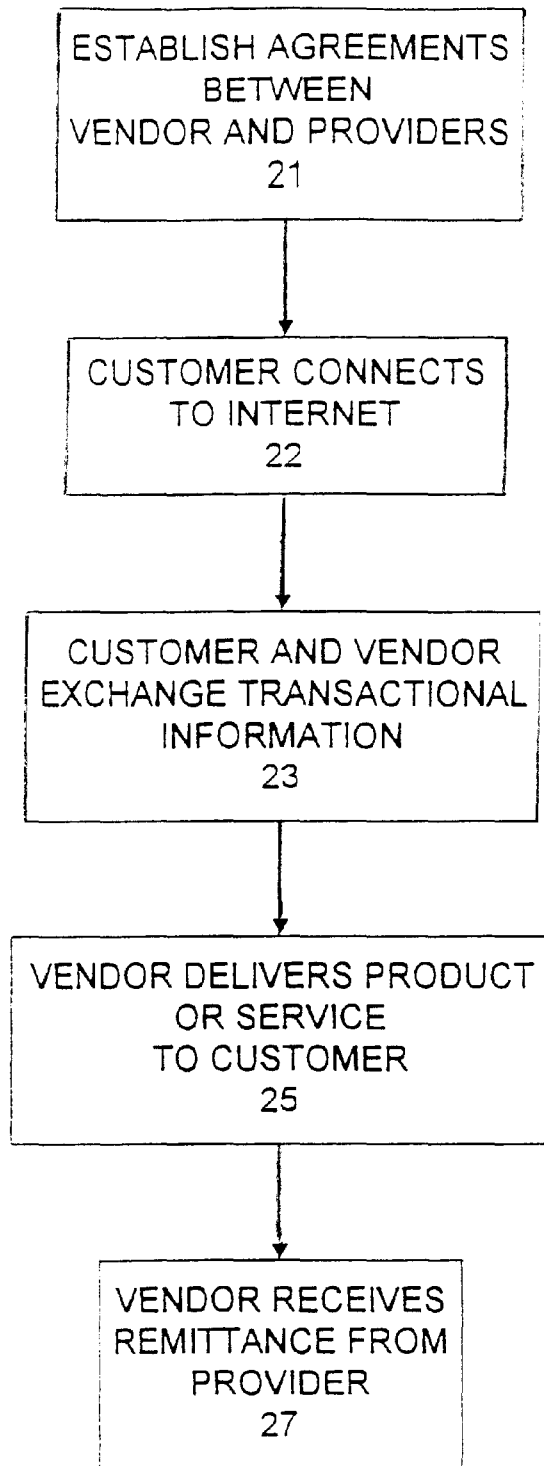 ESTABLISH AGREEMENTS
BETWEEN
VENDOR AND PROVIDERS
21
CUSTOMER CONNECTS
TO INTERNET
22
CUSTOMER AND VENDOR
EXCHANGE TRANSACTIONAL
INFORMATION
23
VENDOR DELIVERS PRODUCT
OR SERVICE
TO CUSTOMER
25
VENDOR RECEIVES
REMITTANCE FROM
PROVIDER
27